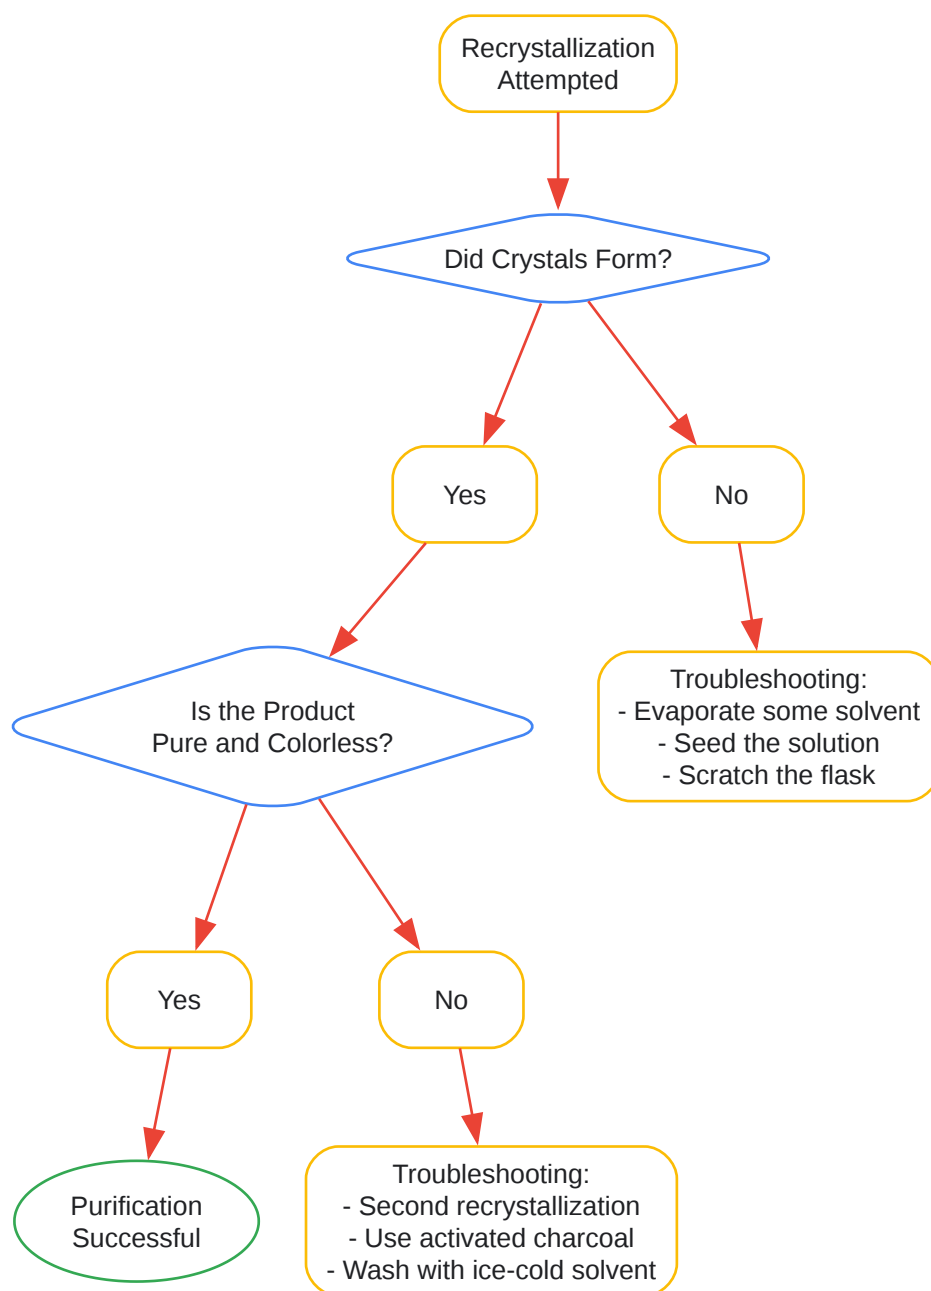 Recrystallization
Attempted
Did Crystals Form?
Yes
No
Troubleshooting:
- Evaporate some solvent
- Seed the solution
- Scratch the flask
Is the Product
Pure and Colorless?
Yes
No
Purification
Successful
Troubleshooting:
- Second recrystallization
- Use activated charcoal
- Wash with ice-cold solvent